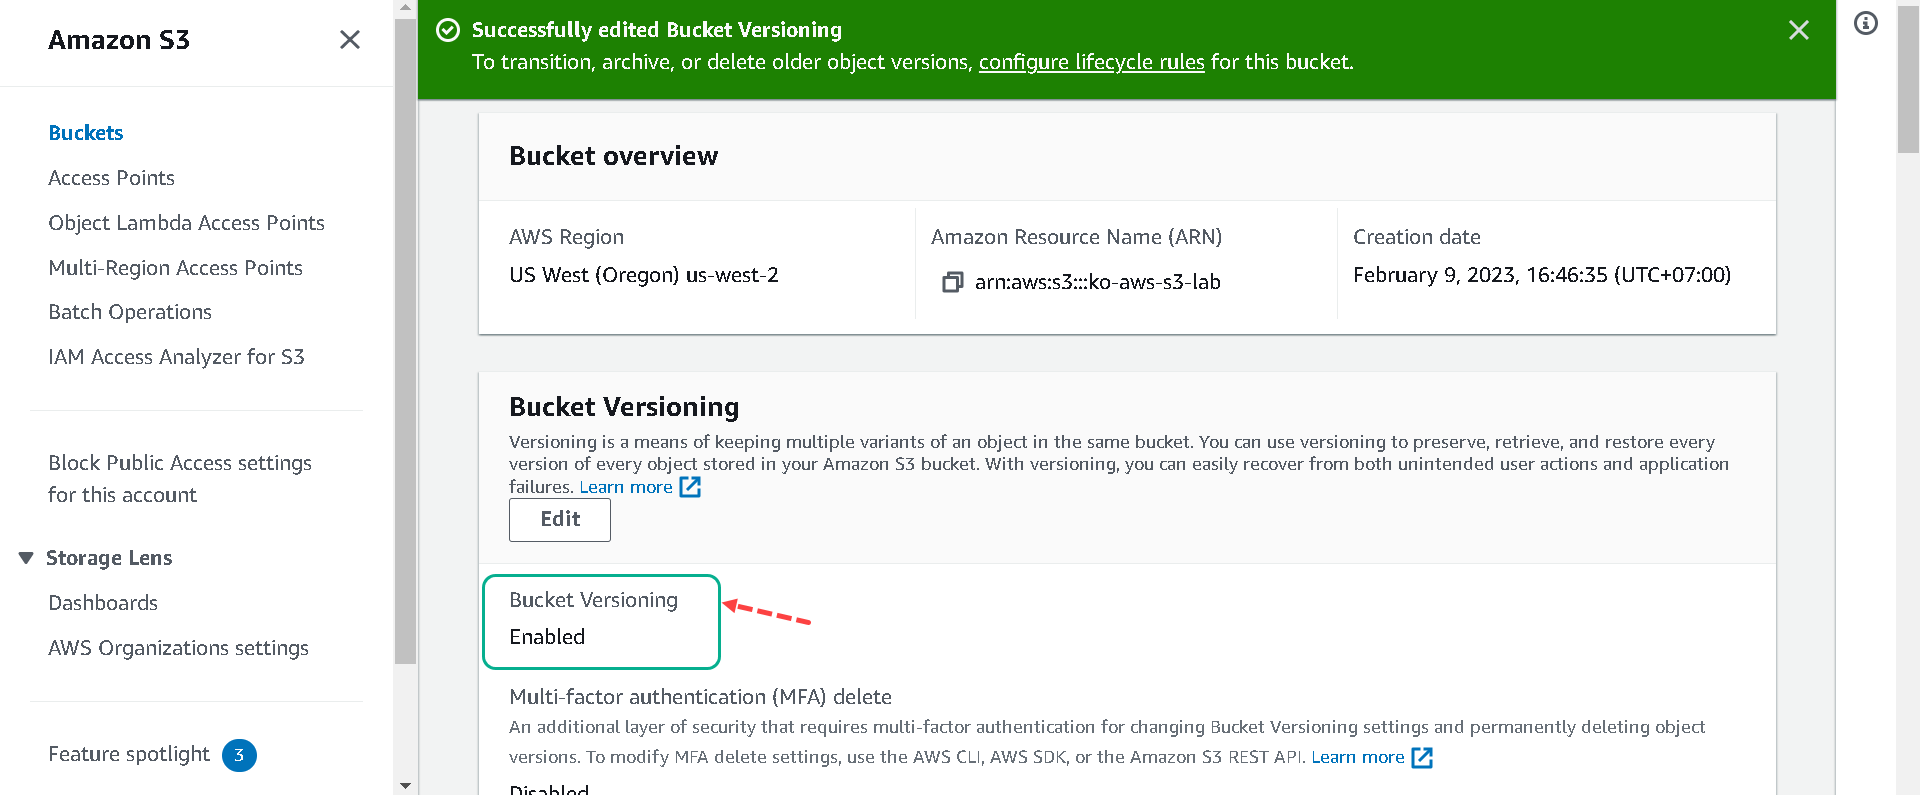 Amazon S3
Buckets
Access Points
Object Lambda Access Points
Multi-Region Access Points
Batch Operations
IAM Access Analyzer for S3
Block Public Access settings
for this account
Storage Lens
Dashboards
AWS Organizations settings
Feature spotlight 3
Successfully edited Bucket Versioning
To transition, archive, or delete older object versions, configure lifecycle rules for this bucket.
Bucket overview
AWS Region
US West (Oregon) us-west-2
Amazon Resource Name (ARN)
arn:aws:s3:::ko-aws-s3-lab
Creation date
February 9, 2023, 16:46:35 (UTC+07:00)
Bucket Versioning
Versioning is a means of keeping multiple variants of an object in the same bucket. You can use versioning to preserve, retrieve, and restore every
version of every object stored in your Amazon S3 bucket. With versioning, you can easily recover from both unintended user actions and application
failures. Learn more
Edit
Bucket Versioning
Enabled
Multi-factor authentication (MFA) delete
An additional layer of security that requires multi-factor authentication for changing Bucket Versioning settings and permanently deleting object
versions. To modify MFA delete settings, use the AWS CLI, AWS SDK, or the Amazon S3 REST API. Learn more
Disabled